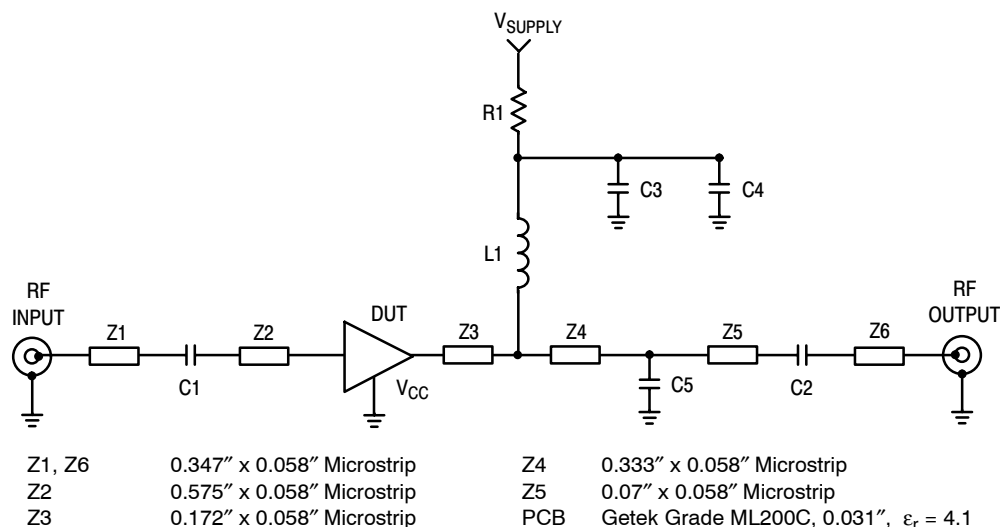 V_SUPPLY
R1
C3
C4
L1
RF
INPUT
Z1
C1
Z2
DUT
V_CC
Z3
Z4
C5
Z5
C2
Z6
RF
OUTPUT
Z1, Z6 0.347″ x 0.058″ Microstrip
Z2 0.575″ x 0.058″ Microstrip
Z3 0.172″ x 0.058″ Microstrip
Z4 0.333″ x 0.058″ Microstrip
Z5 0.07″ x 0.058″ Microstrip
PCB Getek Grade ML200C, 0.031″, εr = 4.1